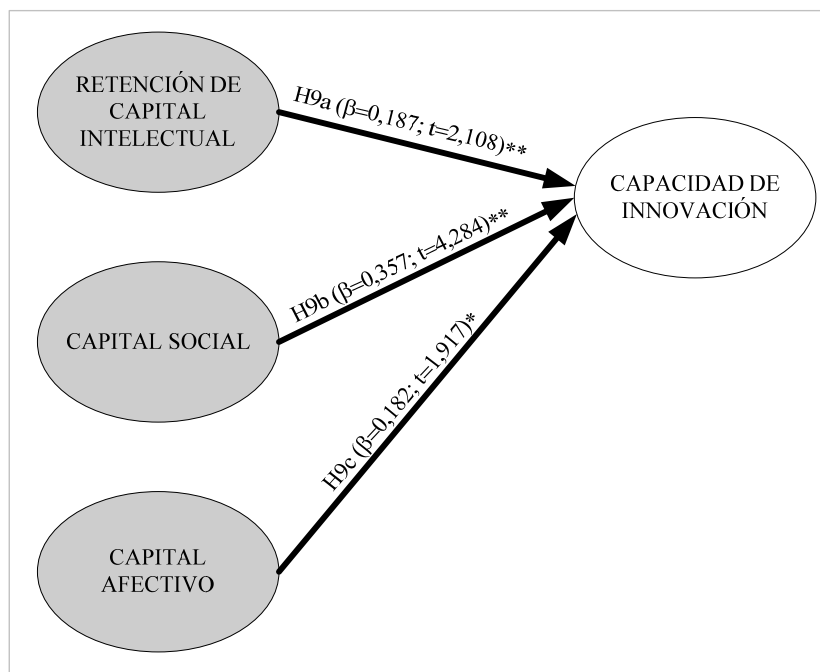 RETENCIÓN DE
CAPITAL
INTELECTUAL
H9a (β=0,187; t=2,108)**
CAPACIDAD DE
INNOVACIÓN
H9b (β=0,357; t=4,284)**
CAPITAL SOCIAL
H9c (β=0,182; t=1,917)*
CAPITAL
AFECTIVO